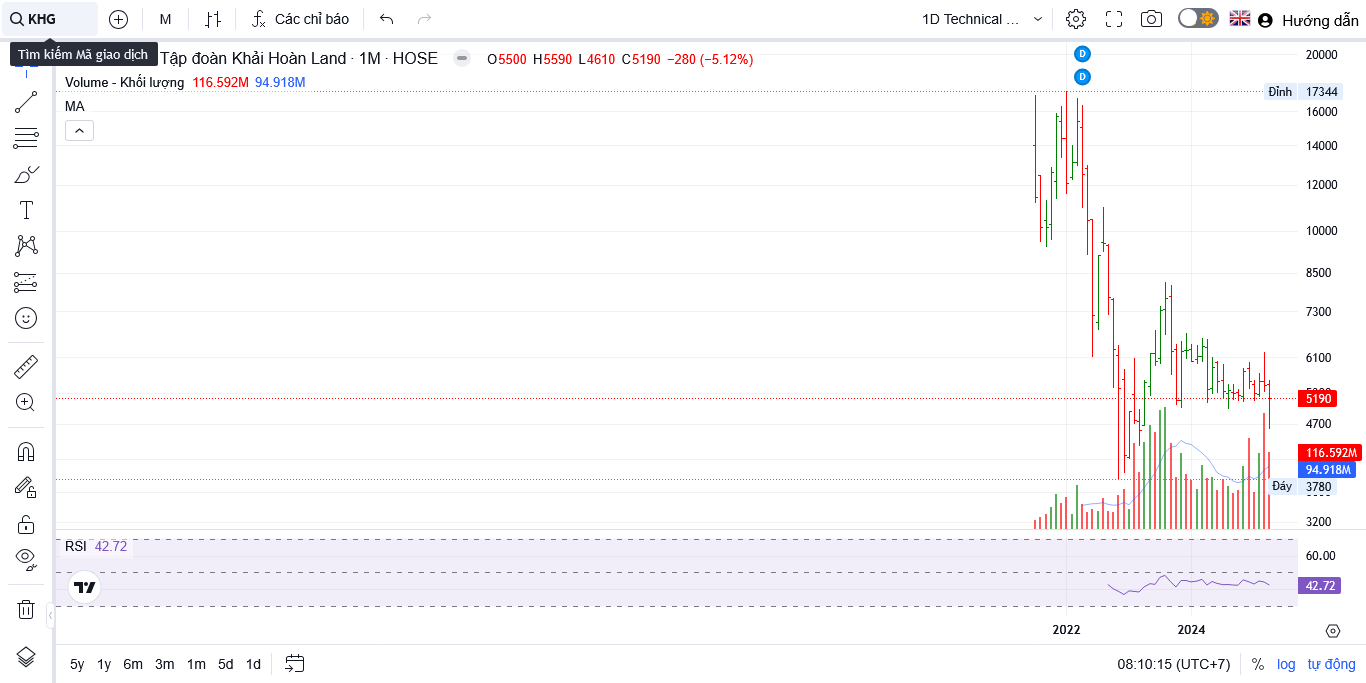 KHG
M
Các chỉ báo
1D Technical ...
Hướng dẫn
Tìm kiếm Mã giao dịch
Tập đoàn Khải Hoàn Land · 1M · HOSE
O5500 H5590 L4610 C5190 −280 (−5.12%)
Volume - Khối lượng 116.592M 94.918M
MA
D
D
20000
Đỉnh 17344
16000
14000
12000
10000
8500
7300
6100
5190
4700
116.592M
94.918M
Đáy 3780
3200
RSI 42.72
60.00
42.72
2022
2024
5y 1y 6m 3m 1m 5d 1d
08:10:15 (UTC+7)
% log tự động